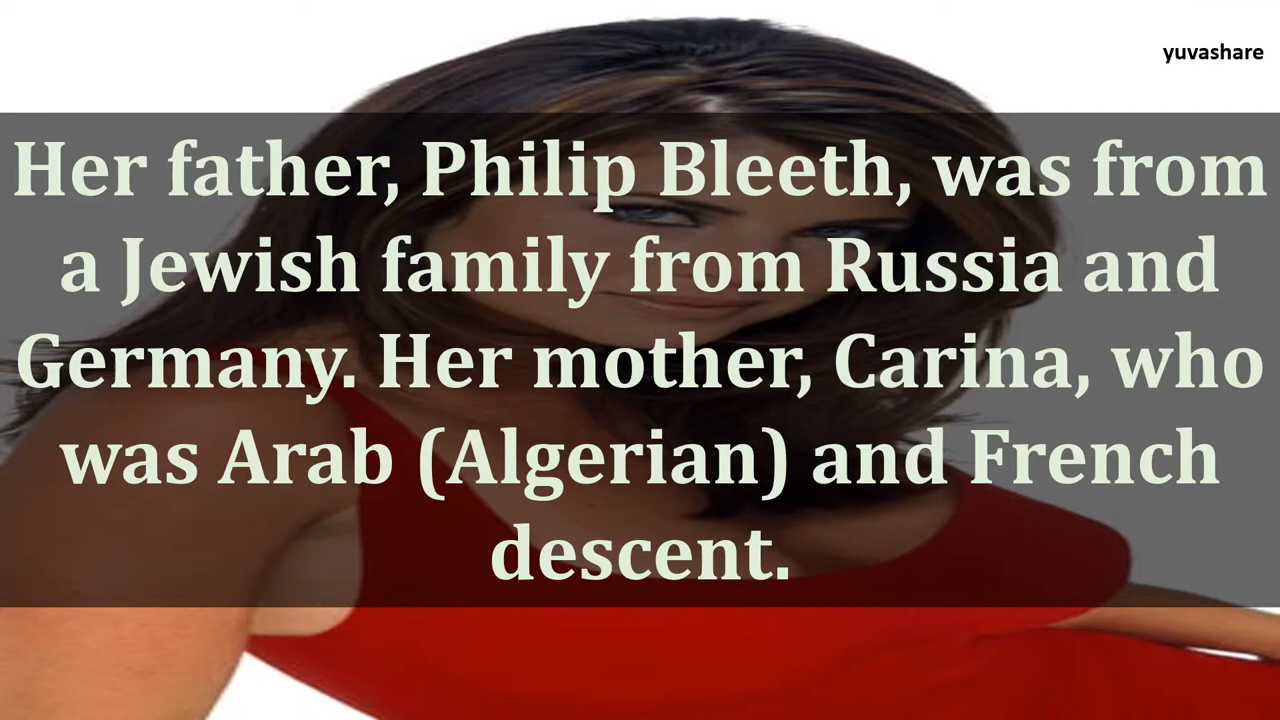 yuvashare
Her father, Philip Bleeth, was from
a Jewish family from Russia and
Germany. Her mother, Carina, who
was Arab (Algerian) and French
descent.